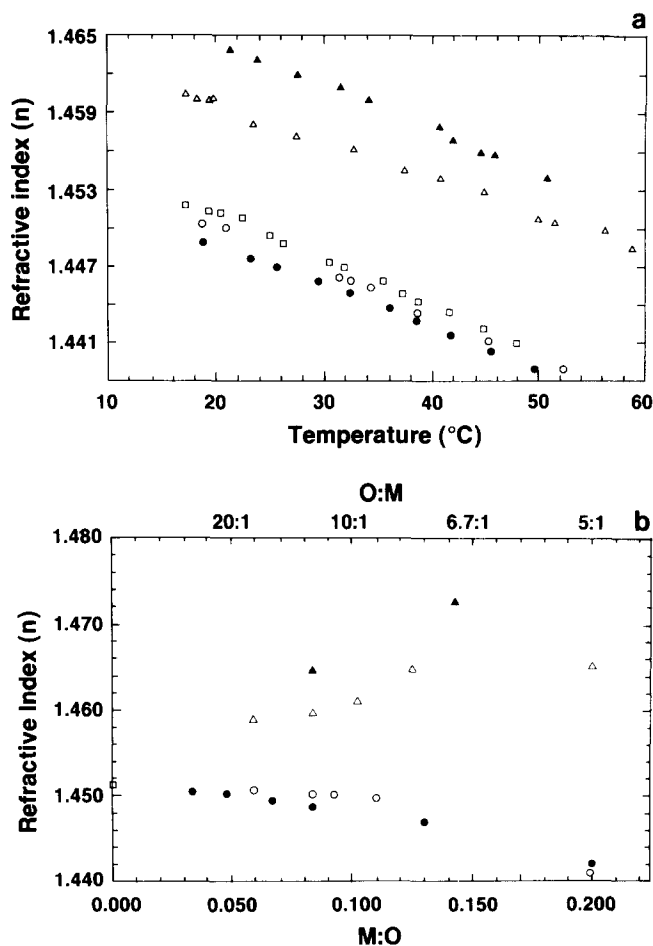 a
1.465
1.459
1.453
1.447
1.441
Refractive index (n)
10 20 30 40 50 60
Temperature (°C)
O:M
20:1 10:1 6.7:1 5:1 b
1.480
1.470
1.460
1.450
1.440
Refractive Index (n)
0.000 0.050 0.100 0.150 0.200
M:O